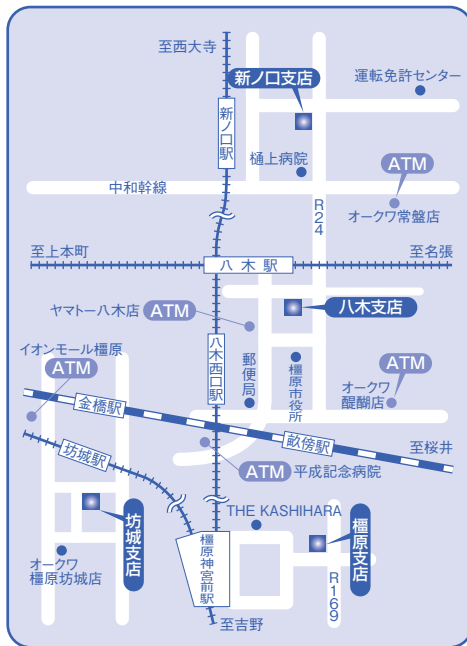 至西大寺
新ノ口支店
運転免許センター
新ノ口駅
樋上病院
ATM
中和幹線
R24
オークワ常盤店
至上本町
八木駅
至名張
ヤマトー八木店
ATM
八木支店
イオンモール橿原
ATM
八木西口駅
郵便局
橿原市役所
ATM
オークワ
醍醐店
金橋駅
畝傍駅
至桜井
坊城駅
ATM
平成記念病院
THE KASHIHARA
坊城支店
橿原支店
オークワ
橿原坊城店
橿原神宮前駅
R169
至吉野